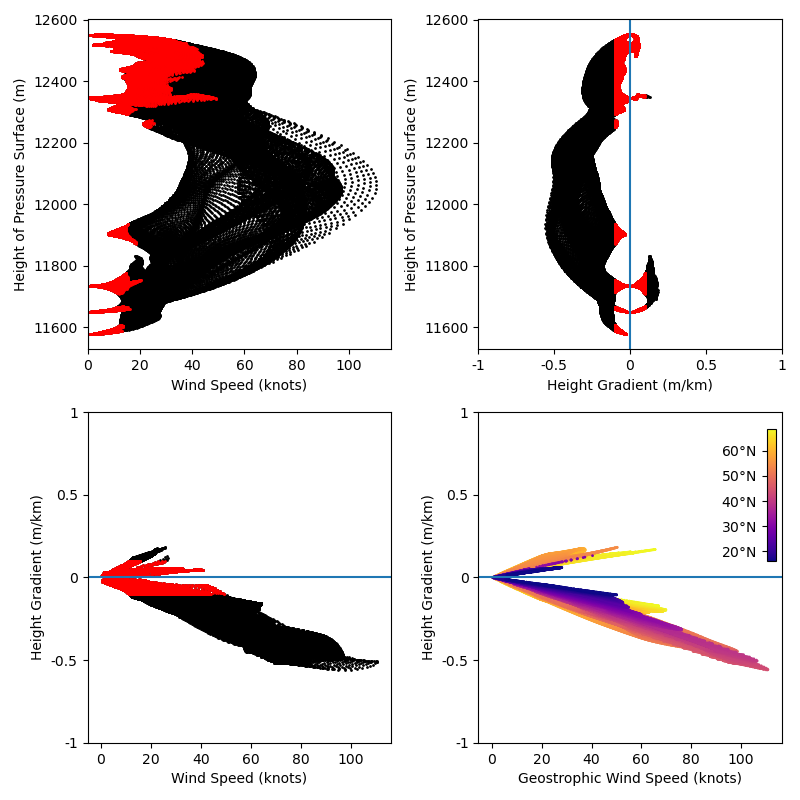 12600
12400
12200
12000
11800
11600
Height of Pressure Surface (m)
0 20 40 60 80 100
Wind Speed (knots)
12600
12400
12200
12000
11800
11600
Height of Pressure Surface (m)
-1 -0.5 0 0.5 1
Height Gradient (m/km)
1
0.5
0
-0.5
-1
Height Gradient (m/km)
0 20 40 60 80 100
Wind Speed (knots)
1
0.5
0
-0.5
-1
Height Gradient (m/km)
60°N
50°N
40°N
30°N
20°N
0 20 40 60 80 100
Geostrophic Wind Speed (knots)